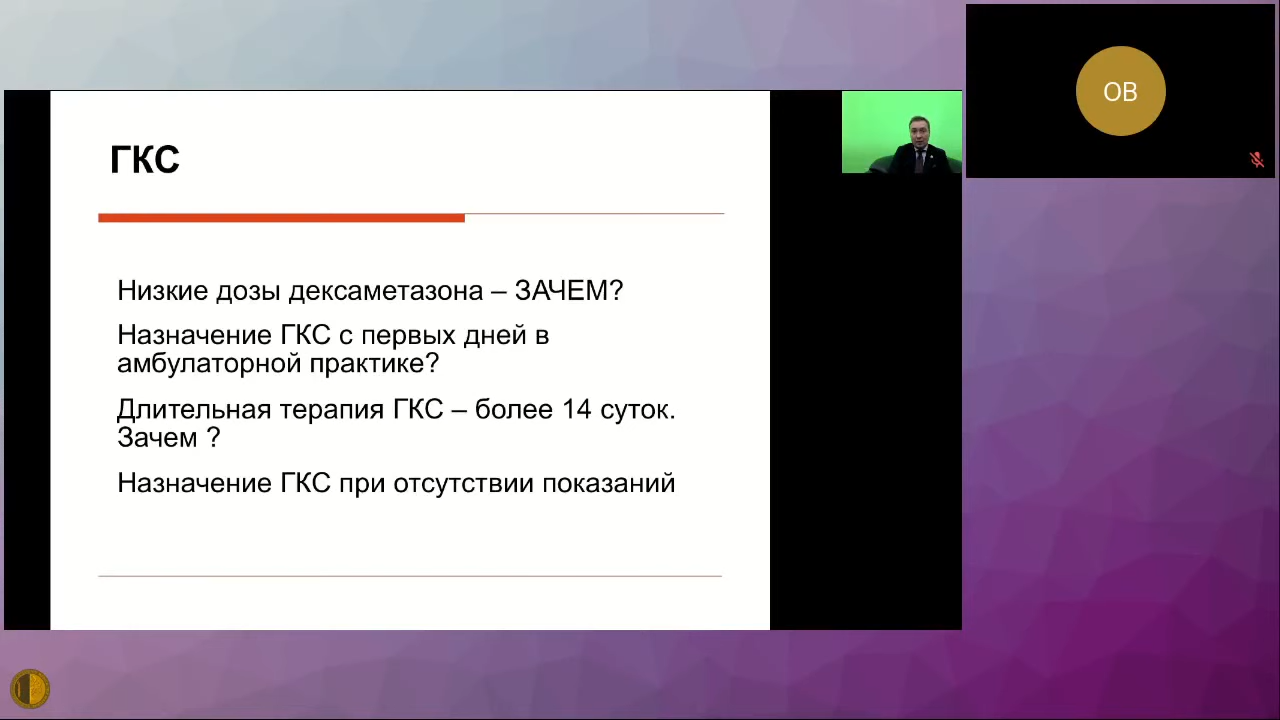 ГКС
Низкие дозы дексаметазона – ЗАЧЕМ?
Назначение ГКС с первых дней в
амбулаторной практике?
Длительная терапия ГКС – более 14 суток.
Зачем ?
Назначение ГКС при отсутствии показаний
ОВ